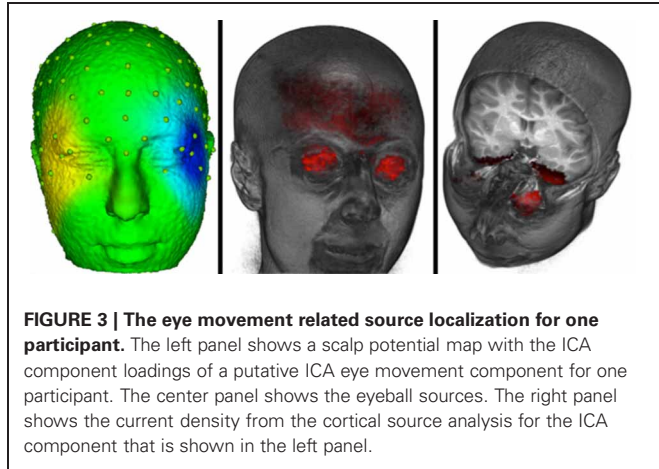 FIGURE 3 | The eye movement related source localization for one
participant. The left panel shows a scalp potential map with the ICA
component loadings of a putative ICA eye movement component for one
participant. The center panel shows the eyeball sources. The right panel
shows the current density from the cortical source analysis for the ICA
component that is shown in the left panel.